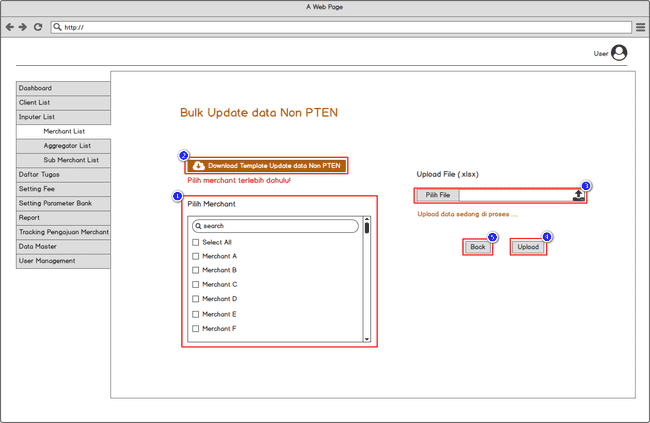 A Web Page
http://
User
Dashboard
Client List
Inputer List
Merchant List
Aggregator List
Sub Merchant List
Daftar Tugas
Setting Fee
Setting Parameter Bank
Report
Tracking Pengajuan Merchant
Data Master
User Management
Bulk Update data Non PTEN
2
Download Template Update data Non PTEN
Pilih merchant terlebih dahulu!
1
Pilih Merchant
search
Select All
Merchant A
Merchant B
Merchant C
Merchant D
Merchant E
Merchant F
Upload File (.xlsx)
3
Pilih File
Upload data sedang di proses ...
5
Back
4
Upload